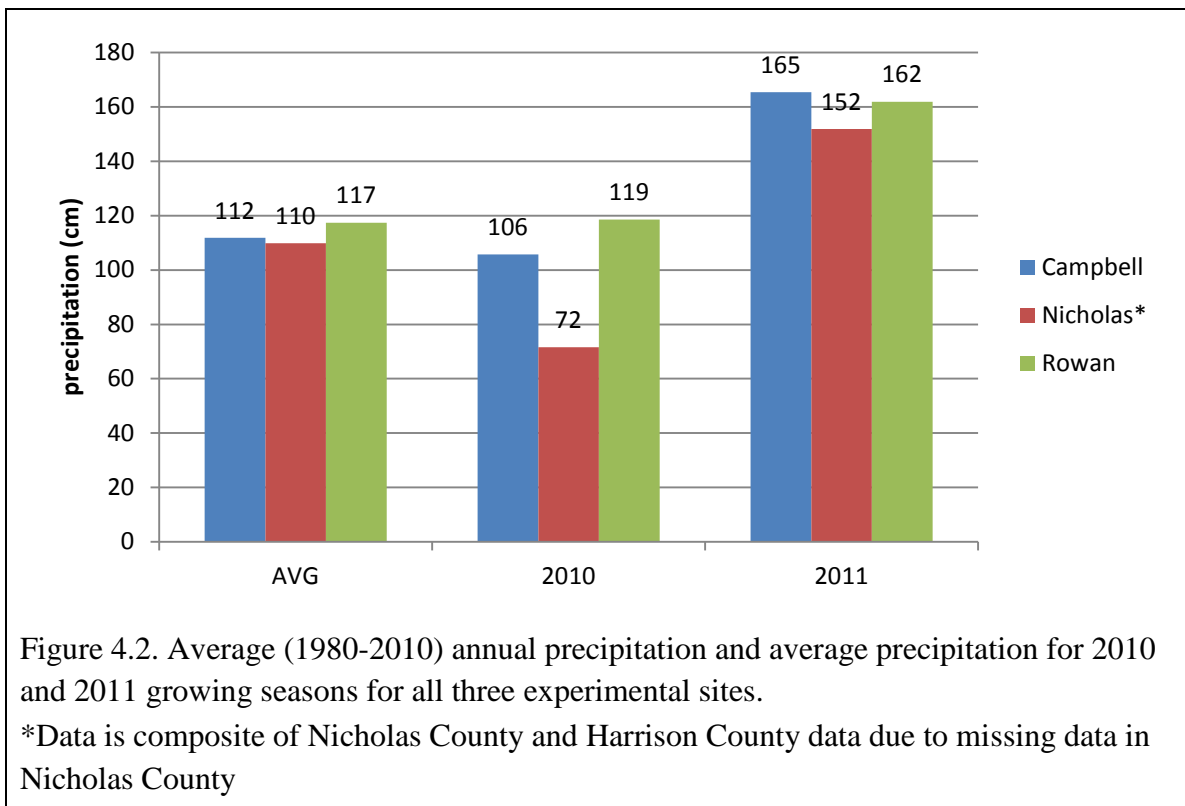 180
160
140
120
100
80
60
40
20
0
precipitation (cm)
112
110
117
106
72
119
165
152
162
AVG
2010
2011
Campbell
Nicholas*
Rowan
Figure 4.2. Average (1980-2010) annual precipitation and average precipitation for 2010
and 2011 growing seasons for all three experimental sites.
*Data is composite of Nicholas County and Harrison County data due to missing data in
Nicholas County